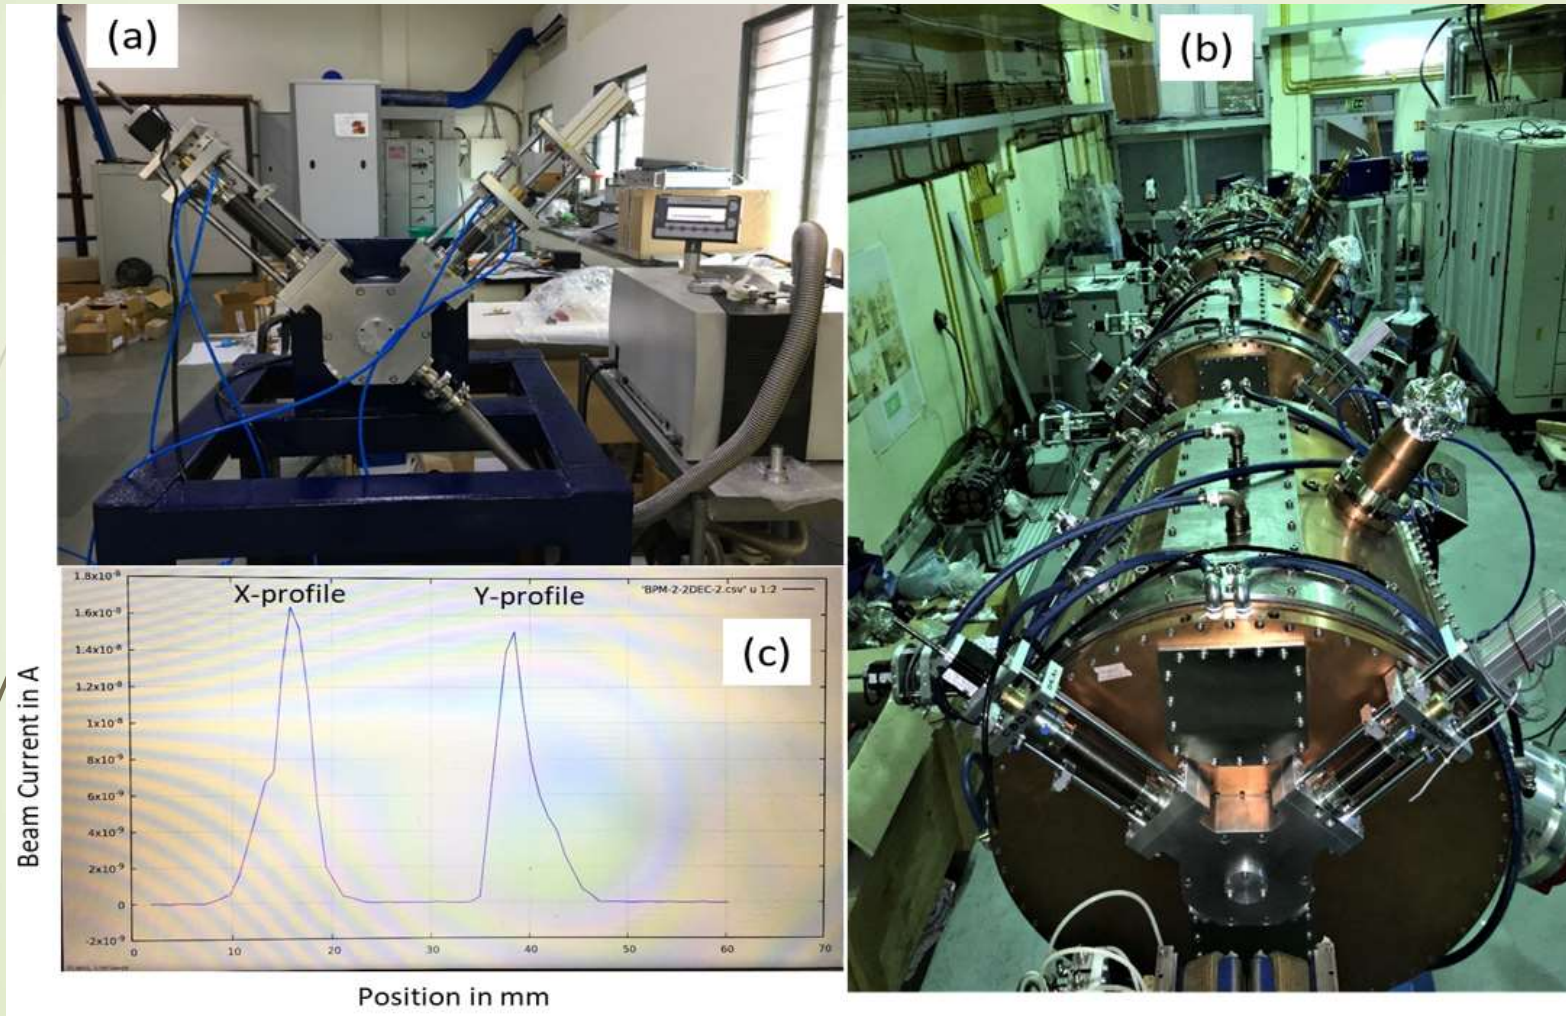 (a)
(b)
X-profile
Y-profile
'BPM-2-2DEC-2.csv' u 1:2
(c)
Beam Current in A
1.8x10⁻⁸
1.6x10⁻⁸
1.4x10⁻⁸
1.2x10⁻⁸
1x10⁻⁸
8x10⁻⁹
6x10⁻⁹
4x10⁻⁹
2x10⁻⁹
0
-2x10⁻⁹
0 10 20 30 40 50 60 70
Position in mm